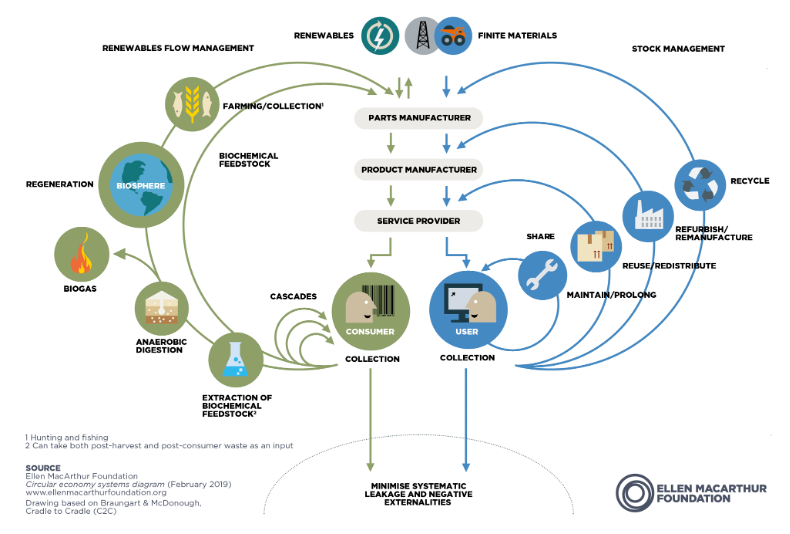 RENEWABLES
FINITE MATERIALS
RENEWABLES FLOW MANAGEMENT
STOCK MANAGEMENT
FARMING/COLLECTION¹
PARTS MANUFACTURER
BIOCHEMICAL
FEEDSTOCK
PRODUCT MANUFACTURER
REGENERATION
BIOSPHERE
RECYCLE
SERVICE PROVIDER
REFURBISH/
REMANUFACTURE
SHARE
REUSE/REDISTRIBUTE
BIOGAS
CASCADES
MAINTAIN/PROLONG
CONSUMER
USER
ANAEROBIC
DIGESTION
COLLECTION
COLLECTION
EXTRACTION OF
BIOCHEMICAL
FEEDSTOCK²
1 Hunting and fishing
2 Can take both post-harvest and post-consumer waste as an input
SOURCE
Ellen MacArthur Foundation
Circular economy systems diagram (February 2019)
www.ellenmacarthurfoundation.org
Drawing based on Braungart & McDonough,
Cradle to Cradle (C2C)
MINIMISE SYSTEMATIC
LEAKAGE AND NEGATIVE
EXTERNALITIES
ELLEN MACARTHUR
FOUNDATION